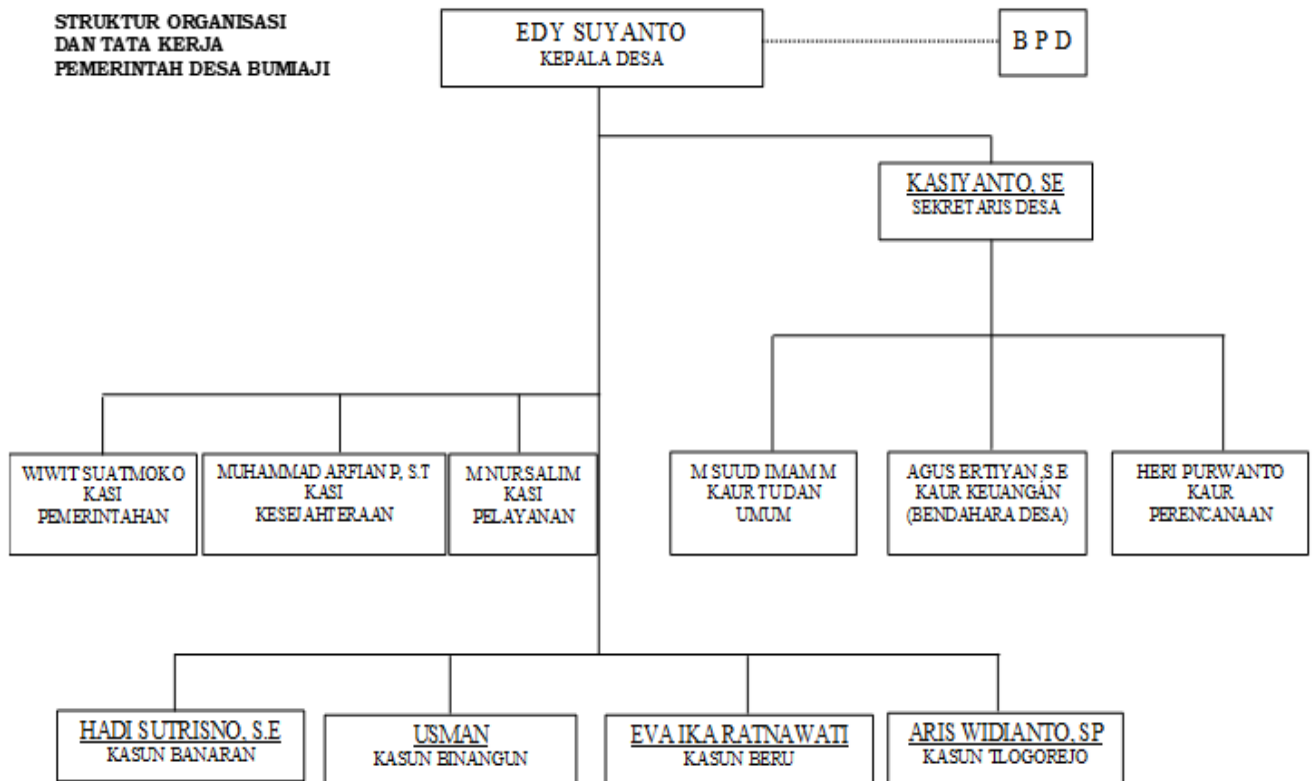 STRUKTUR ORGANISASI
DAN TATA KERJA
PEMERINTAH DESA BUMIAJI
EDY SUYANTO
KEPALA DESA
B P D
KASIYANTO, SE
SEKRETARIS DESA
WIWIT SUATMOKO
KASI
PEMERINTAHAN
MUHAMMAD ARFIAN P, S.T
KASI
KESEJAHTERAAN
M NURSALIM
KASI
PELAYANAN
M SUUD IMAM M
KAUR TU DAN
UMUM
AGUS ERTIYAN,S.E
KAUR KEUANGAN
(BENDAHARA DESA)
HERI PURWANTO
KAUR
PERENCANAAN
HADI SUTRISNO, S.E
KASUN BANARAN
USMAN
KASUN BINANGUN
EVA IKA RATNAWATI
KASUN BERU
ARIS WIDIANTO, SP
KASUN TLOGOREJO